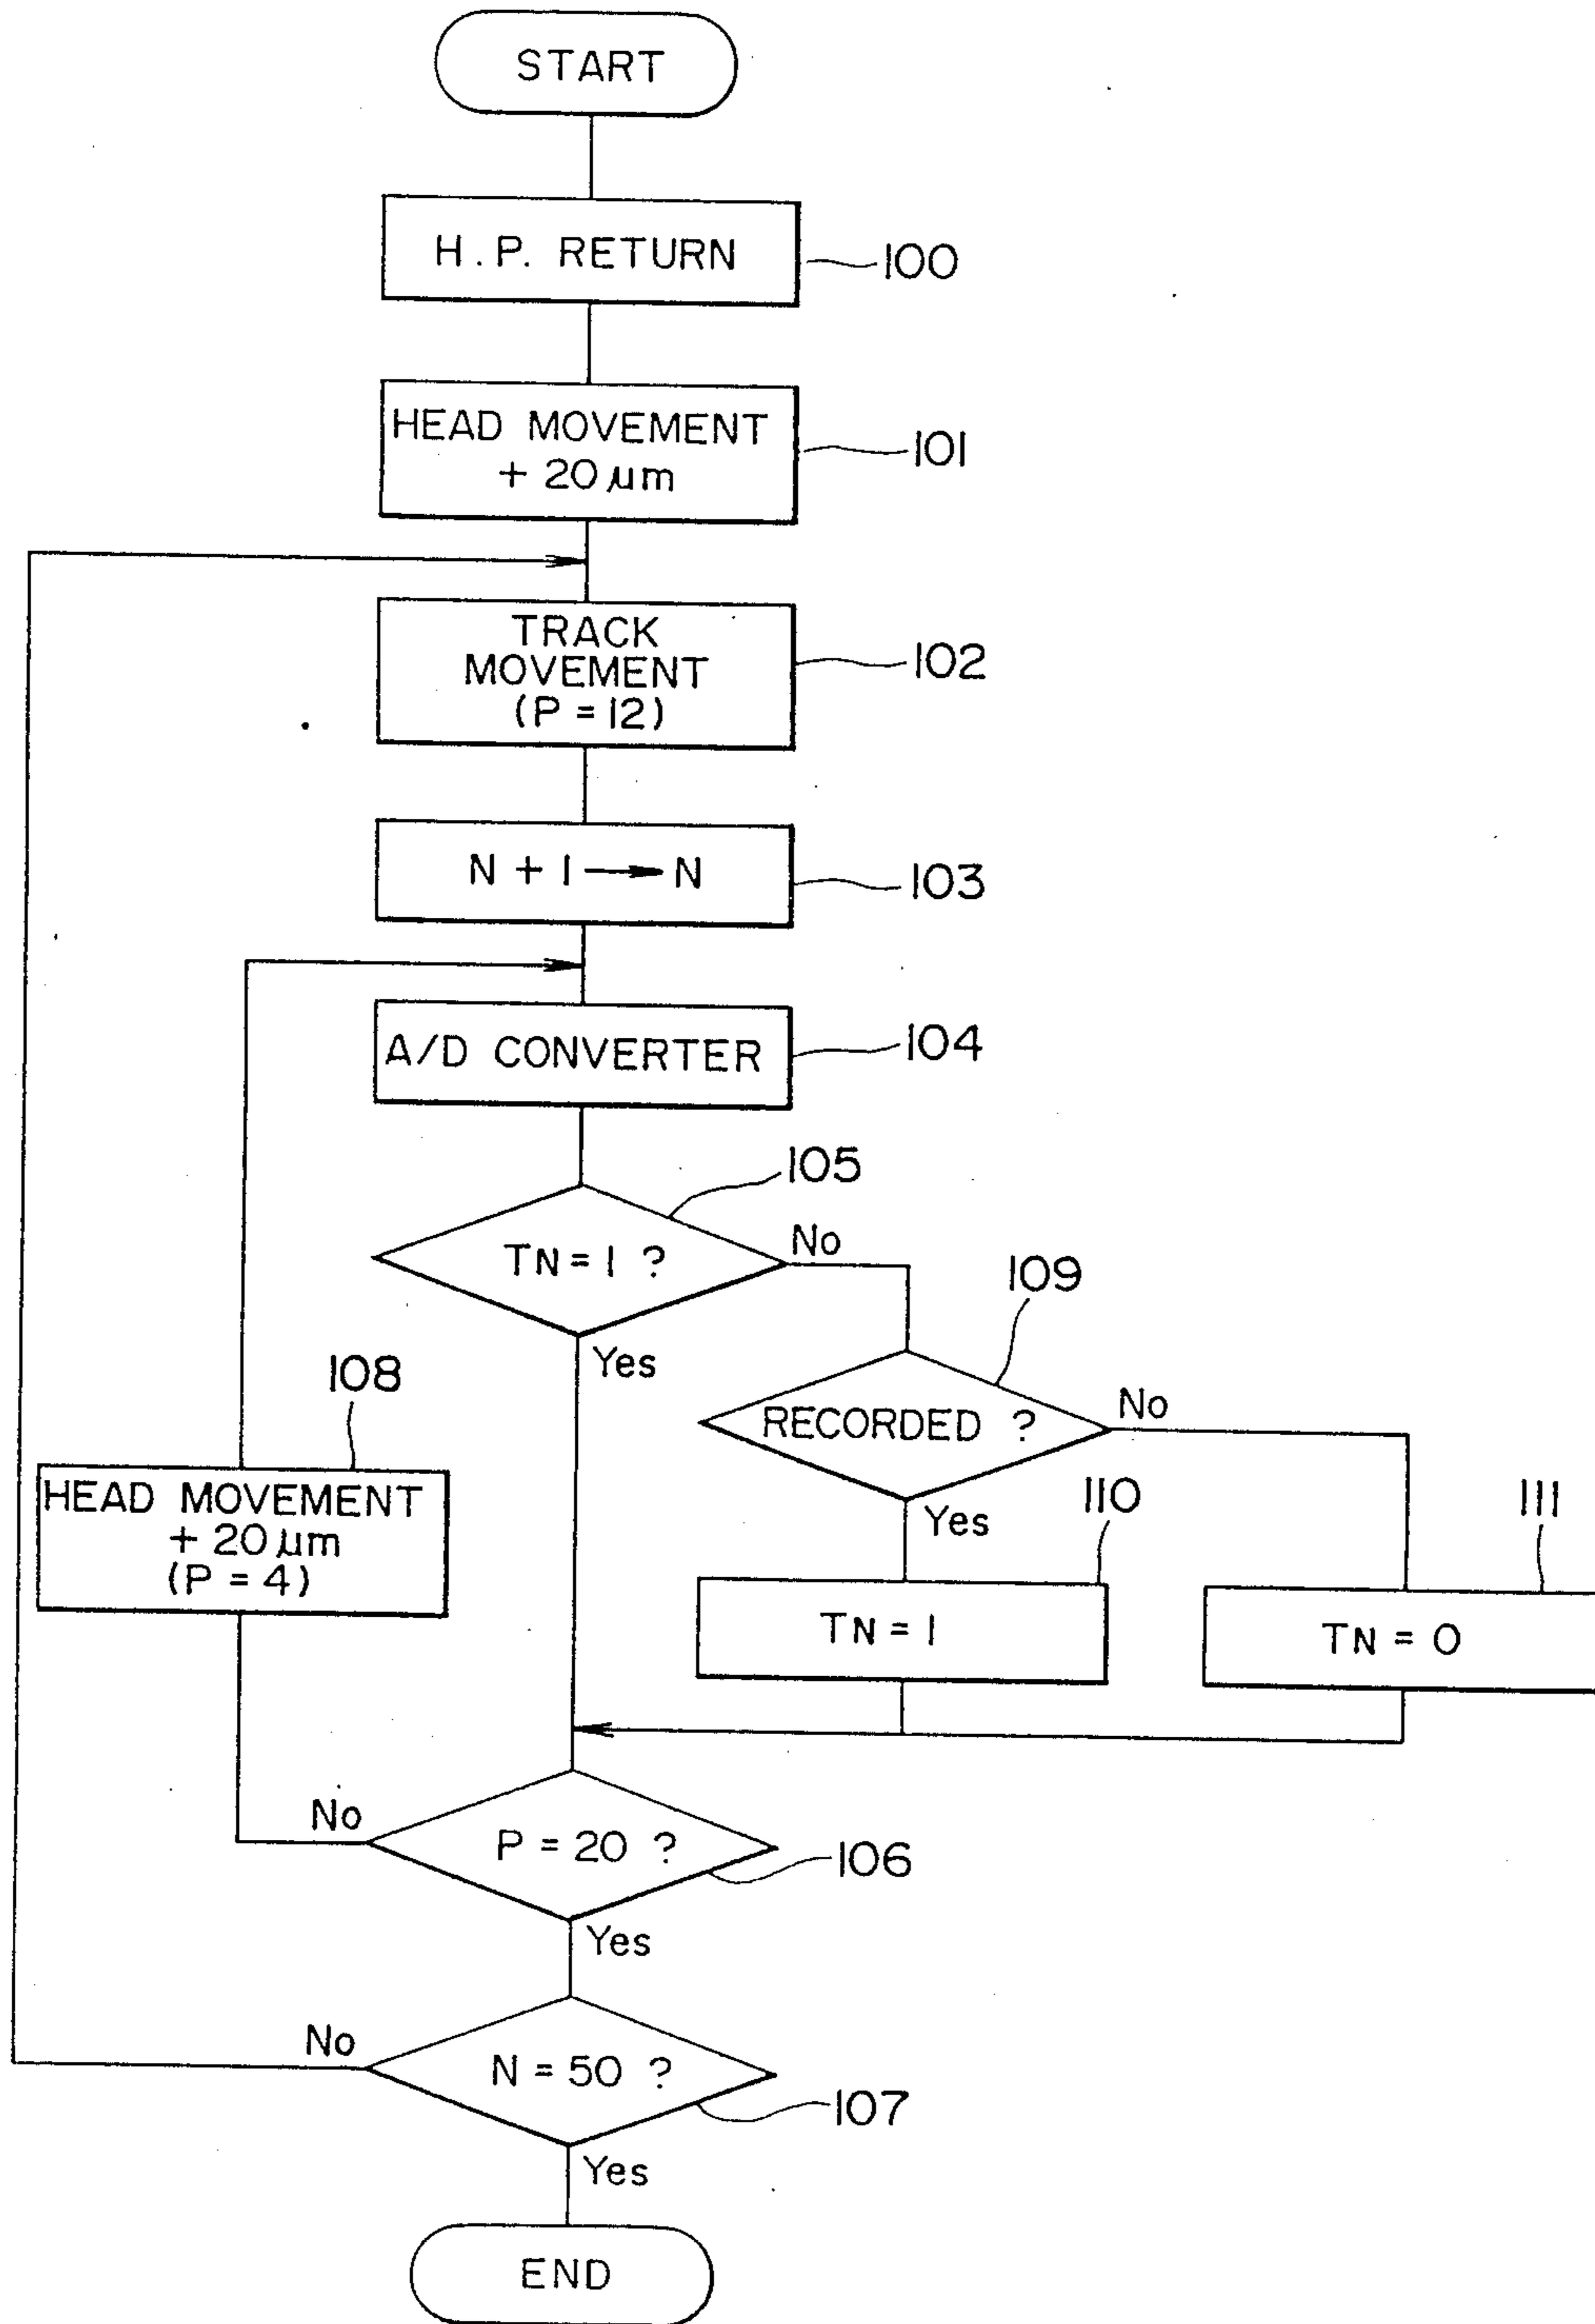 START
H.P. RETURN
100
HEAD MOVEMENT
+ 20 μm
101
TRACK
MOVEMENT
(P = 12)
102
N + 1 → N
103
A/D CONVERTER
104
105
TN = 1 ?
No
Yes
109
RECORDED ?
No
Yes
108
HEAD MOVEMENT
+ 20 μm
(P = 4)
110
TN = 1
111
TN = 0
No
P = 20 ?
106
Yes
No
N = 50 ?
107
Yes
END